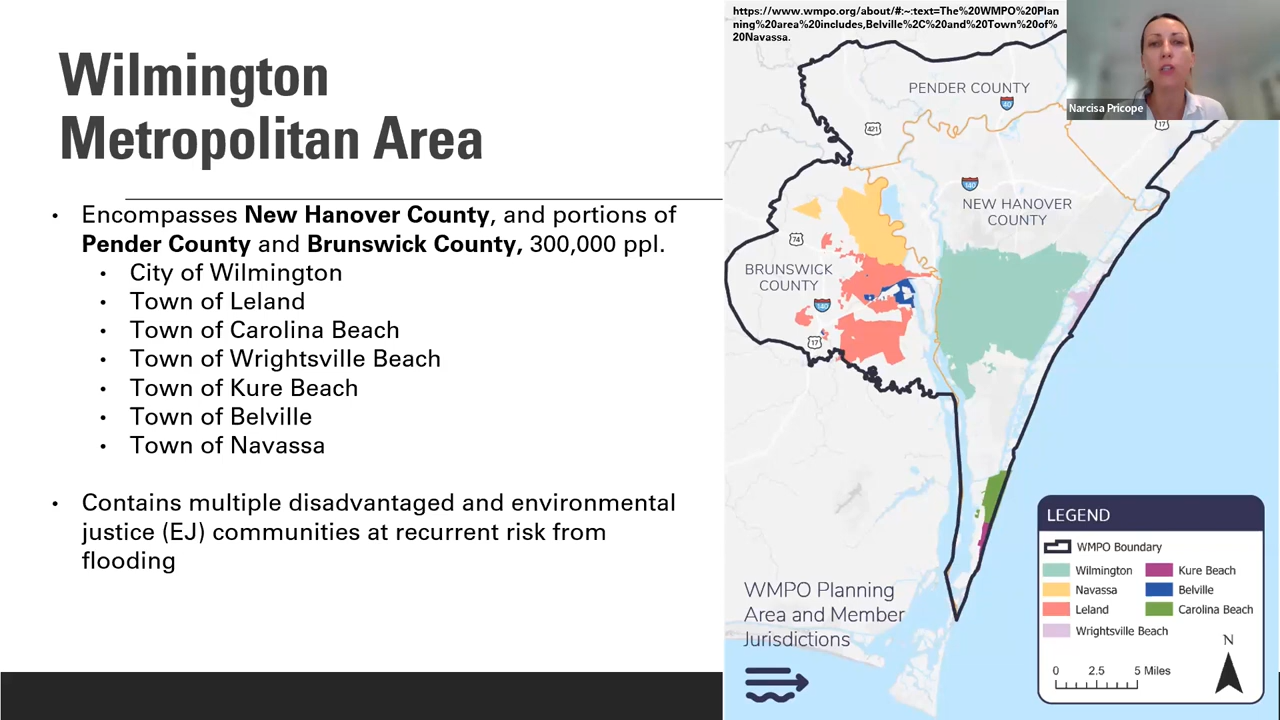 Wilmington
Metropolitan Area
• Encompasses New Hanover County, and portions of
Pender County and Brunswick County, 300,000 ppl.
• City of Wilmington
• Town of Leland
• Town of Carolina Beach
• Town of Wrightsville Beach
• Town of Kure Beach
• Town of Belville
• Town of Navassa
• Contains multiple disadvantaged and environmental
justice (EJ) communities at recurrent risk from
flooding
https://www.wmpo.org/about/#:~:text=The%20WMPO%20Plan
ning%20area%20includes,Belville%2C%20and%20Town%20of%
20Navassa.
Narcisa Pricope
PENDER COUNTY
40
421
17
140
NEW HANOVER
COUNTY
74
BRUNSWICK
COUNTY
140
17
WMPO Planning
Area and Member
Jurisdictions
LEGEND
WMPO Boundary
Wilmington
Kure Beach
Navassa
Belville
Leland
Carolina Beach
Wrightsville Beach
N
0 2.5 5 Miles